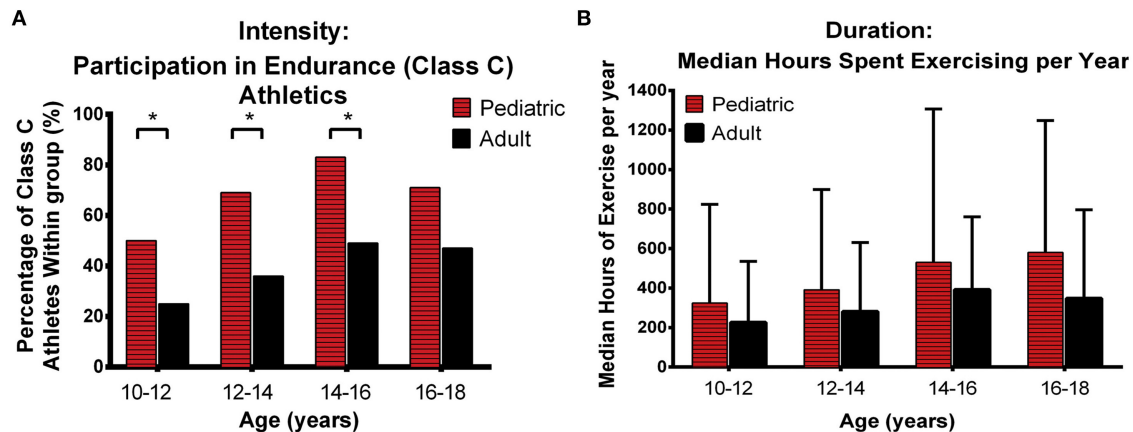 A
Intensity:
Participation in Endurance (Class C)
Athletics
Percentage of Class C
Athletes Within group (%)
100
80
60
40
20
0
*
*
*
Pediatric
Adult
10-12
12-14
14-16
16-18
Age (years)
B
Duration:
Median Hours Spent Exercising per Year
Median Hours of Exercise per year
1400
1200
1000
800
600
400
200
0
Pediatric
Adult
10-12
12-14
14-16
16-18
Age (years)